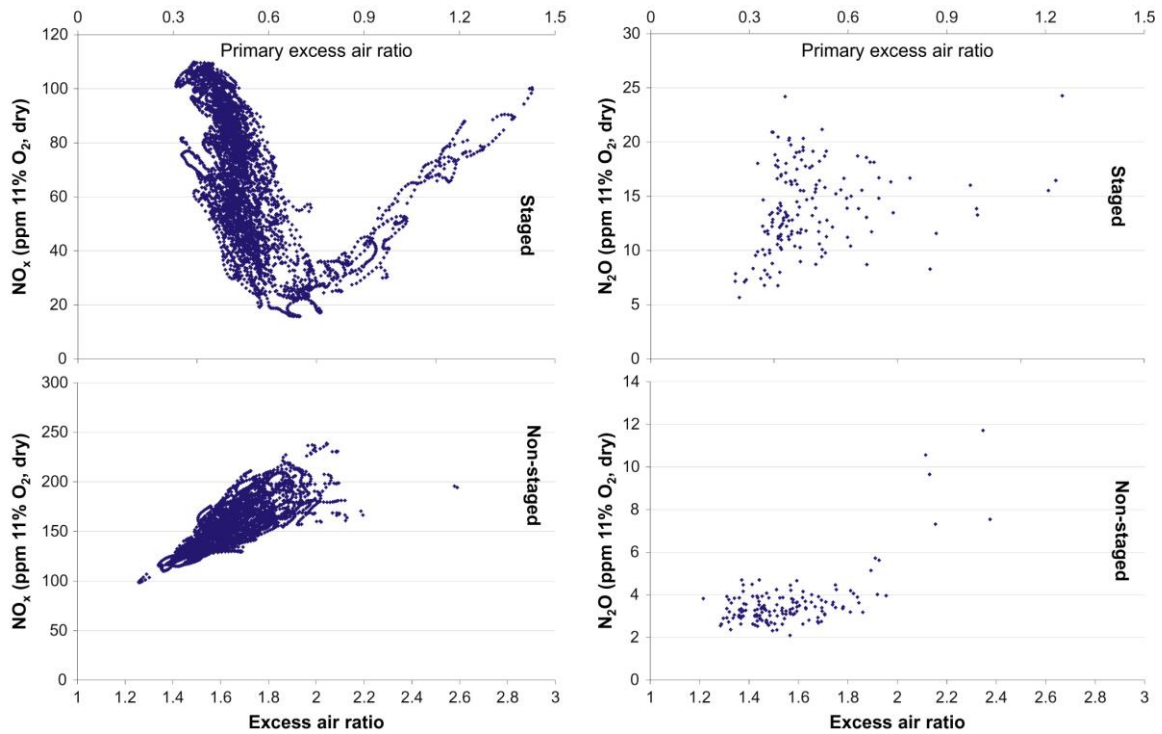 0 0.3 0.6 0.9 1.2 1.5
Primary excess air ratio
120
100
80
60
40
20
0
NOx (ppm 11% O2, dry)
Staged
300
250
200
150
100
50
0
NOx (ppm 11% O2, dry)
Non-staged
1 1.2 1.4 1.6 1.8 2 2.2 2.4 2.6 2.8 3
Excess air ratio
0 0.3 0.6 0.9 1.2 1.5
Primary excess air ratio
30
25
20
15
10
5
0
N2O (ppm 11% O2, dry)
Staged
14
12
10
8
6
4
2
0
N2O (ppm 11% O2, dry)
Non-staged
1 1.2 1.4 1.6 1.8 2 2.2 2.4 2.6 2.8 3
Excess air ratio